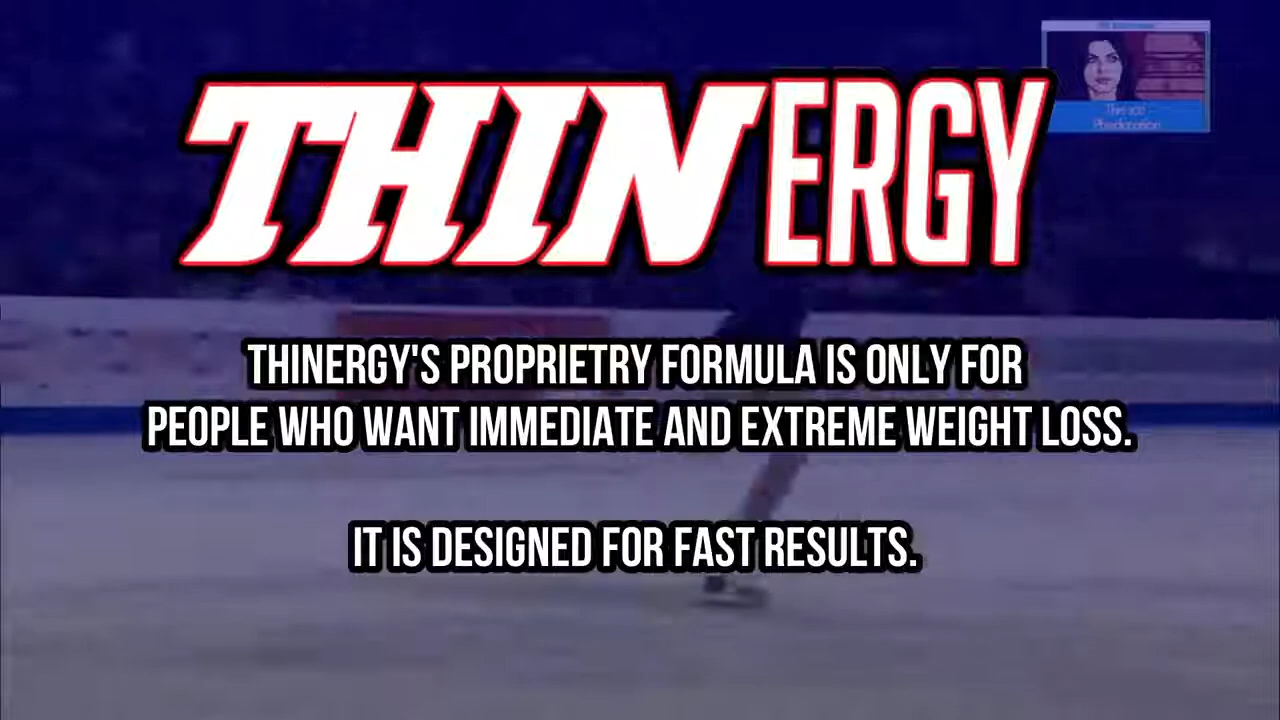 THINERGY
THINERGY'S PROPRIETRY FORMULA IS ONLY FOR
PEOPLE WHO WANT IMMEDIATE AND EXTREME WEIGHT LOSS.
IT IS DESIGNED FOR FAST RESULTS.